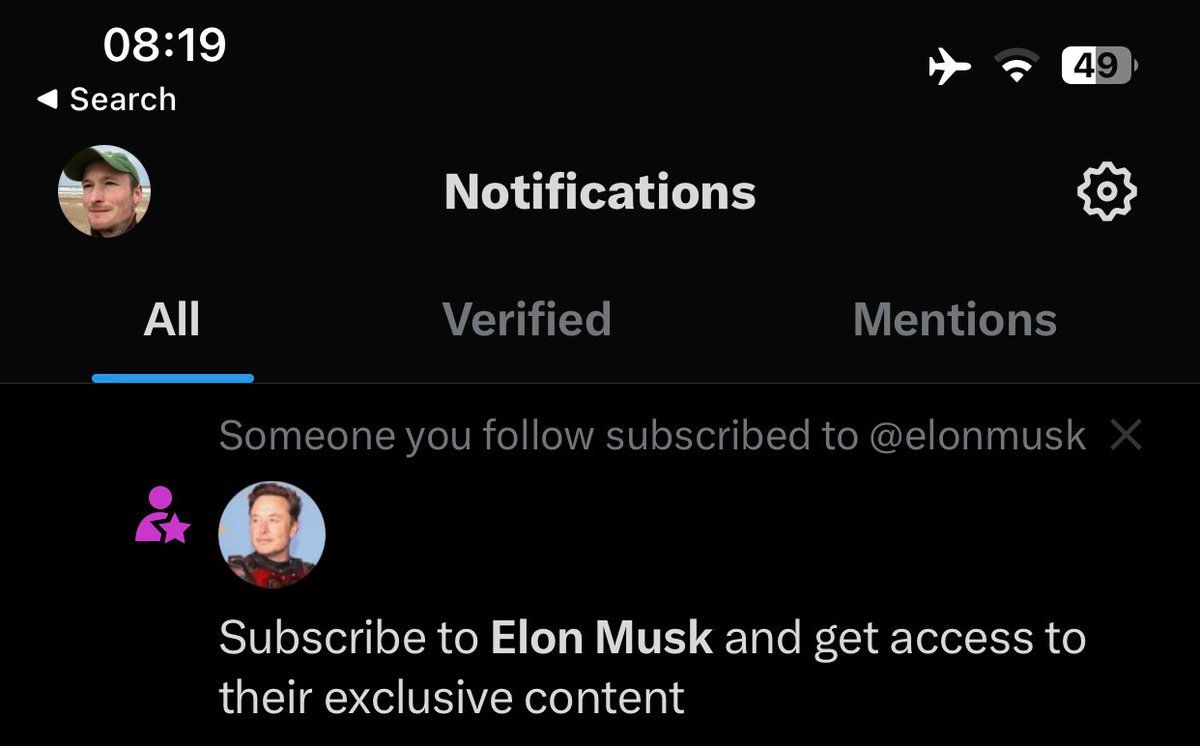 08:19
49
◀ Search
Notifications
All Verified Mentions
Someone you follow subscribed to @elonmusk
Subscribe to Elon Musk and get access to
their exclusive content